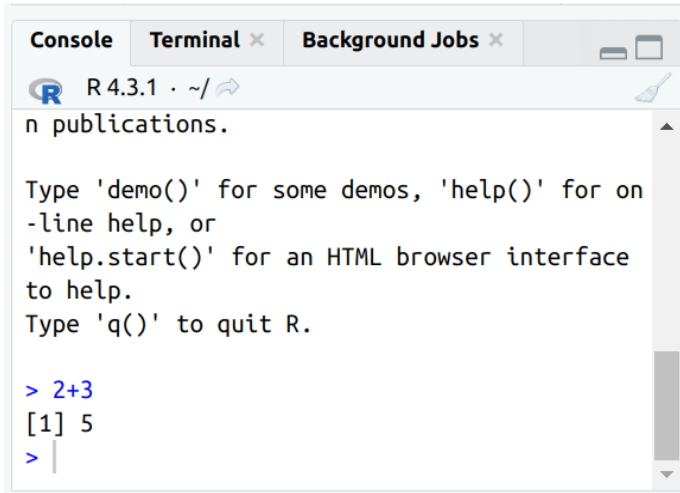 Console Terminal × Background Jobs ×
R R 4.3.1 · ~/
n publications.
Type 'demo()' for some demos, 'help()' for on
-line help, or
'help.start()' for an HTML browser interface
to help.
Type 'q()' to quit R.
> 2+3
[1] 5
>